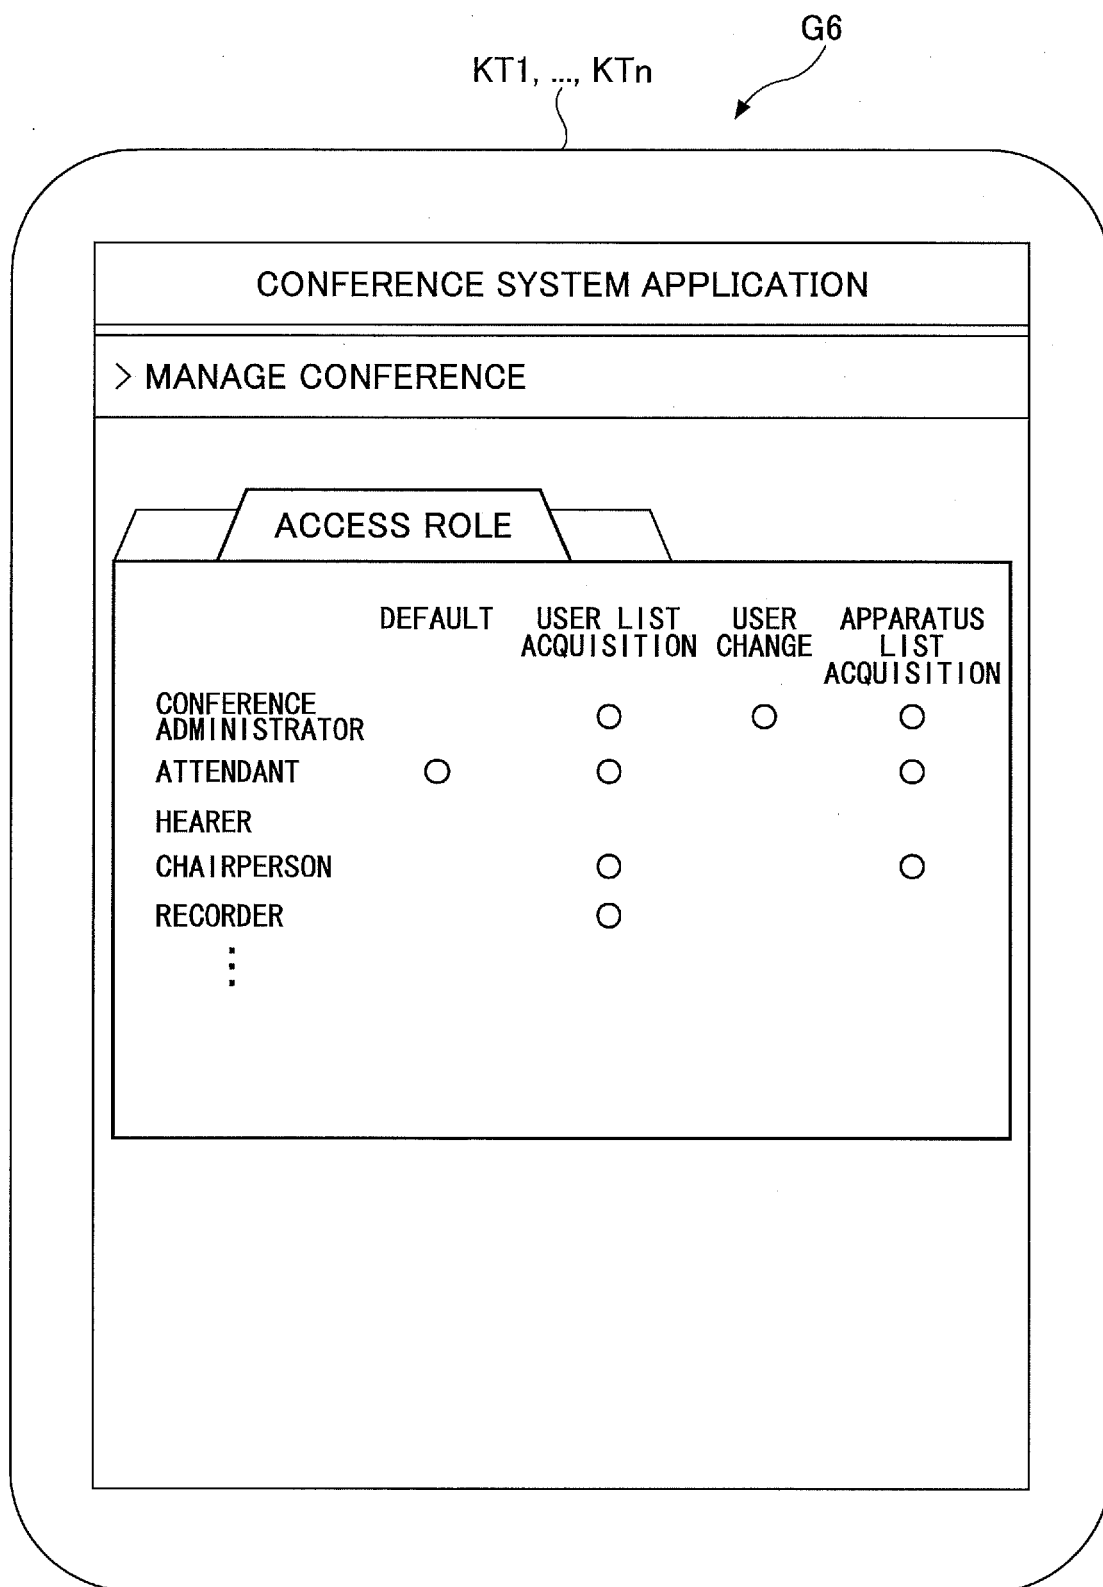 G6
KT1, ..., KTn
CONFERENCE SYSTEM APPLICATION
> MANAGE CONFERENCE
ACCESS ROLE
DEFAULT USER LIST ACQUISITION USER CHANGE APPARATUS LIST ACQUISITION
CONFERENCE ADMINISTRATOR ○ ○ ○
ATTENDANT ○ ○ ○
HEARER
CHAIRPERSON ○ ○
RECORDER ○
⋮